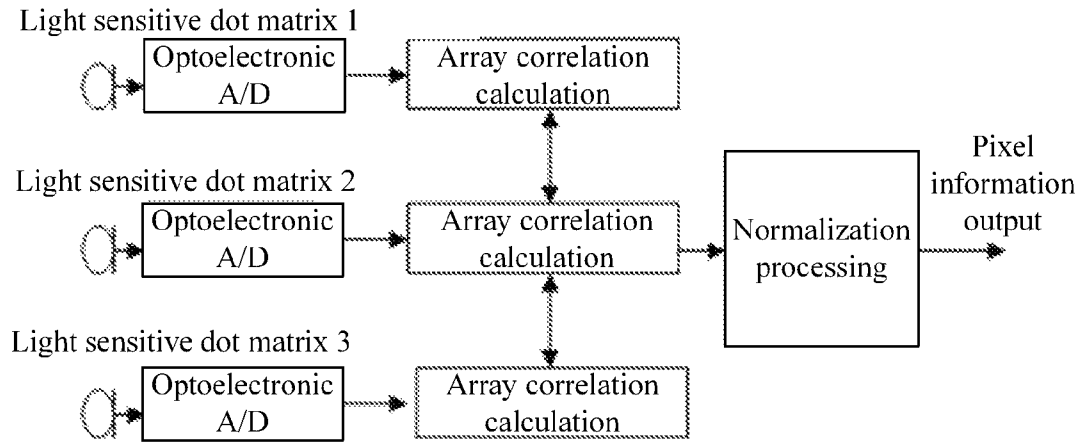 Light sensitive dot matrix 1
Optoelectronic
A/D
Array correlation
calculation
Light sensitive dot matrix 2
Optoelectronic
A/D
Array correlation
calculation
Normalization
processing
Pixel
information
output
Light sensitive dot matrix 3
Optoelectronic
A/D
Array correlation
calculation